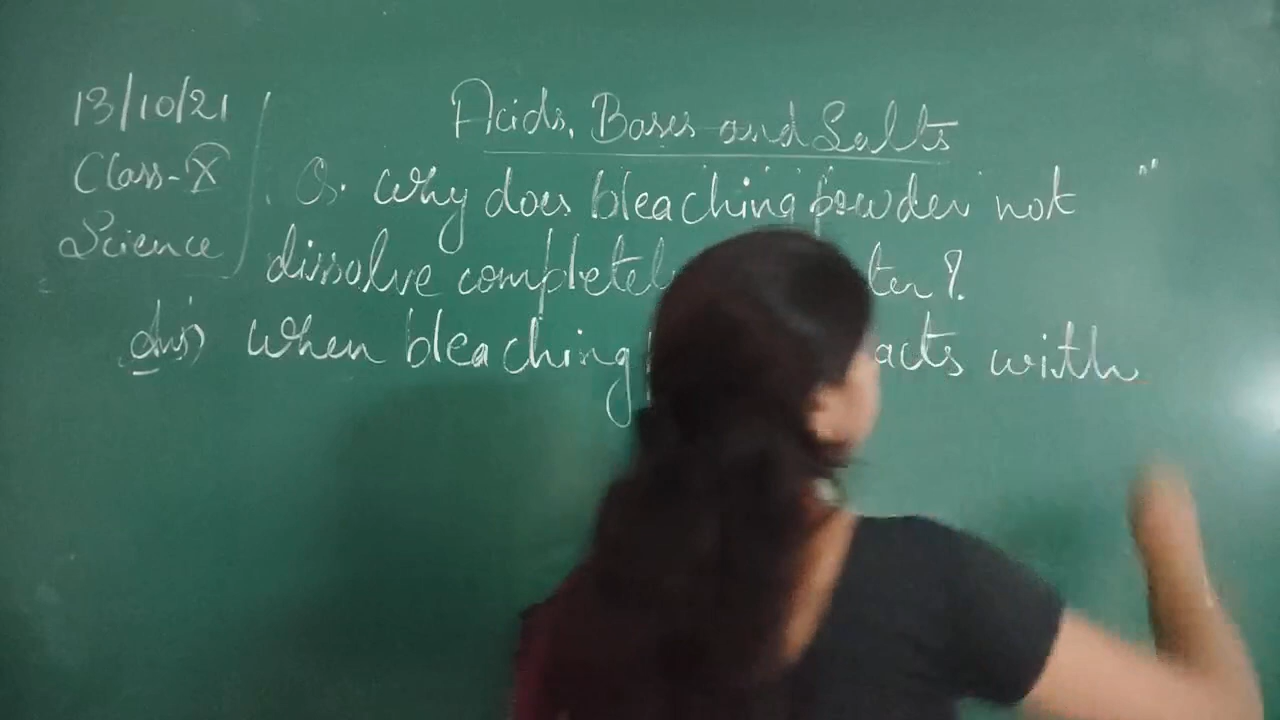 13/10/21
Class-X
Science
Acids, Bases and Salts
Q. Why does bleaching powder not
dissolve completel ter?
Ans) When bleaching acts with